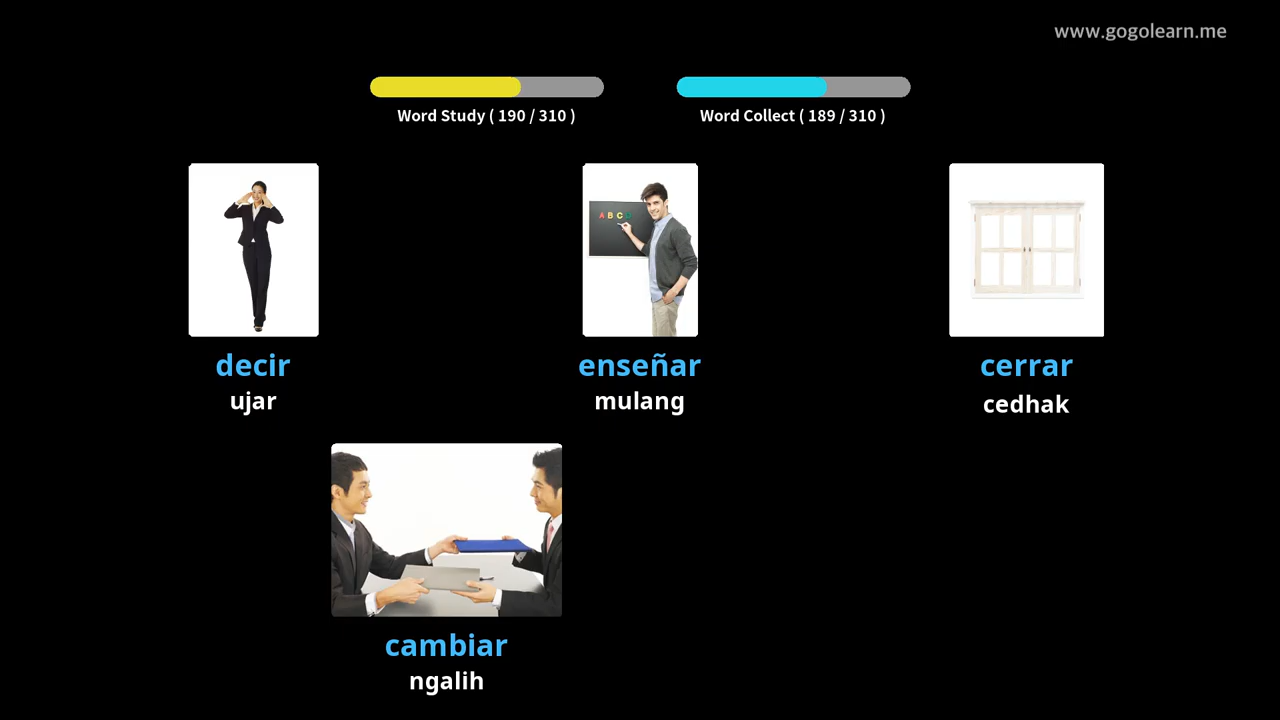 www.gogolearn.me
Word Study ( 190 / 310 )
Word Collect ( 189 / 310 )
A B C D
decir
ujar
enseñar
mulang
cerrar
cedhak
cambiar
ngalih